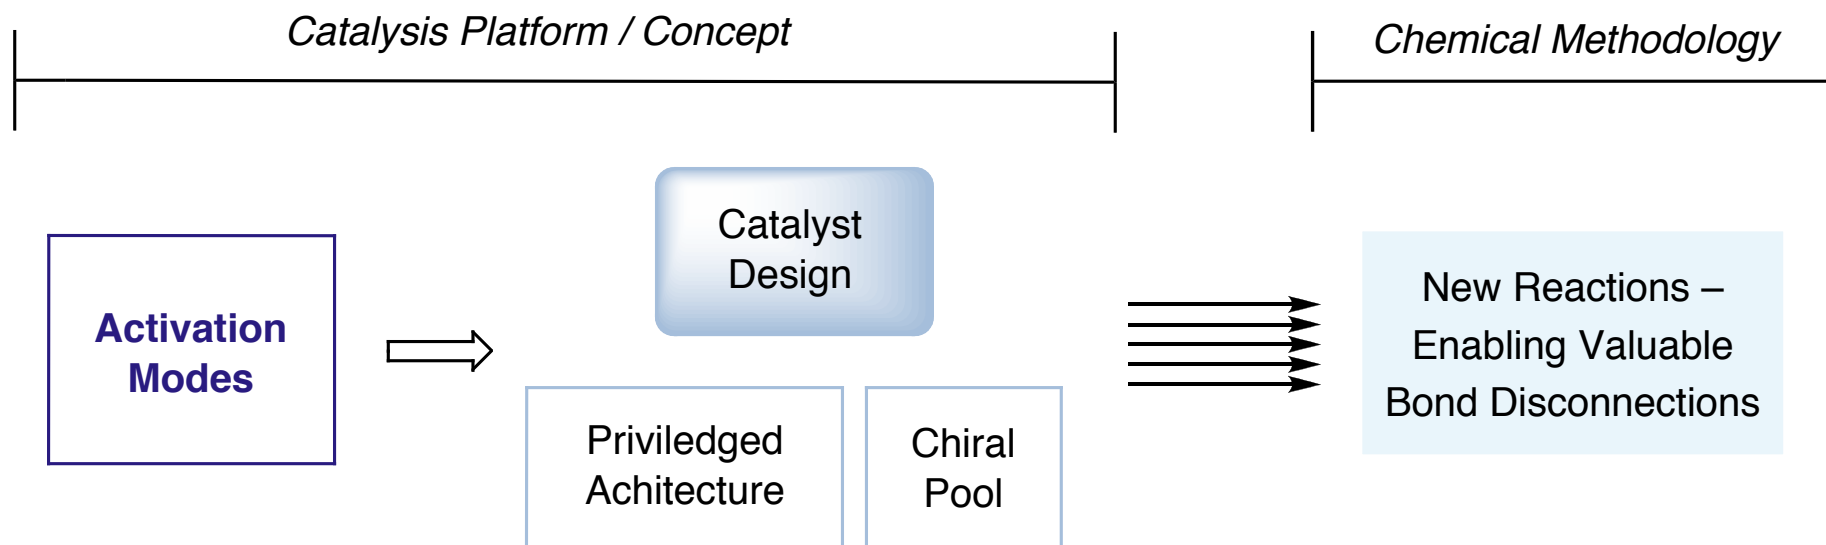 Catalysis Platform / Concept
Chemical Methodology
Activation
Modes
Catalyst
Design
Priviledged
Achitecture
Chiral
Pool
New Reactions –
Enabling Valuable
Bond Disconnections